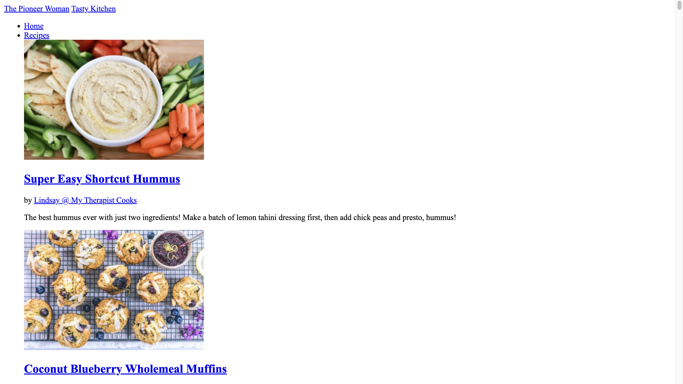 The Pioneer Woman Tasty Kitchen
Home
Recipes
Super Easy Shortcut Hummus
by Lindsay @ My Therapist Cooks
The best hummus ever with just two ingredients! Make a batch of lemon tahini dressing first, then add chick peas and presto, hummus!
Coconut Blueberry Wholemeal Muffins